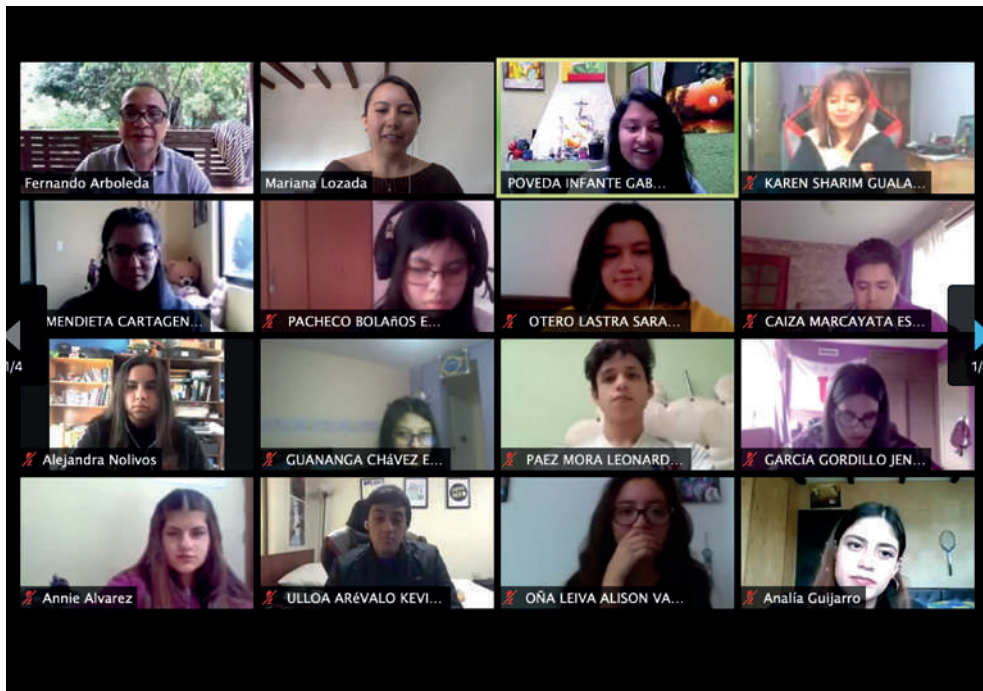 Fernando Arboleda
Mariana Lozada
POVEDA INFANTE GAB...
KAREN SHARIM GUALA...
MENDIETA CARTAGEN...
PACHECO BOLAñOS E...
OTERO LASTRA SARA...
CAIZA MARCAYATA ES...
1/4
1/
Alejandra Nolivos
GUANANGA CHáVEZ E...
PAEZ MORA LEONARD...
GARCíA GORDILLO JEN...
Annie Alvarez
ULLOA ARéVALO KEVI...
OÑA LEIVA ALISON VA...
Analía Guijarro